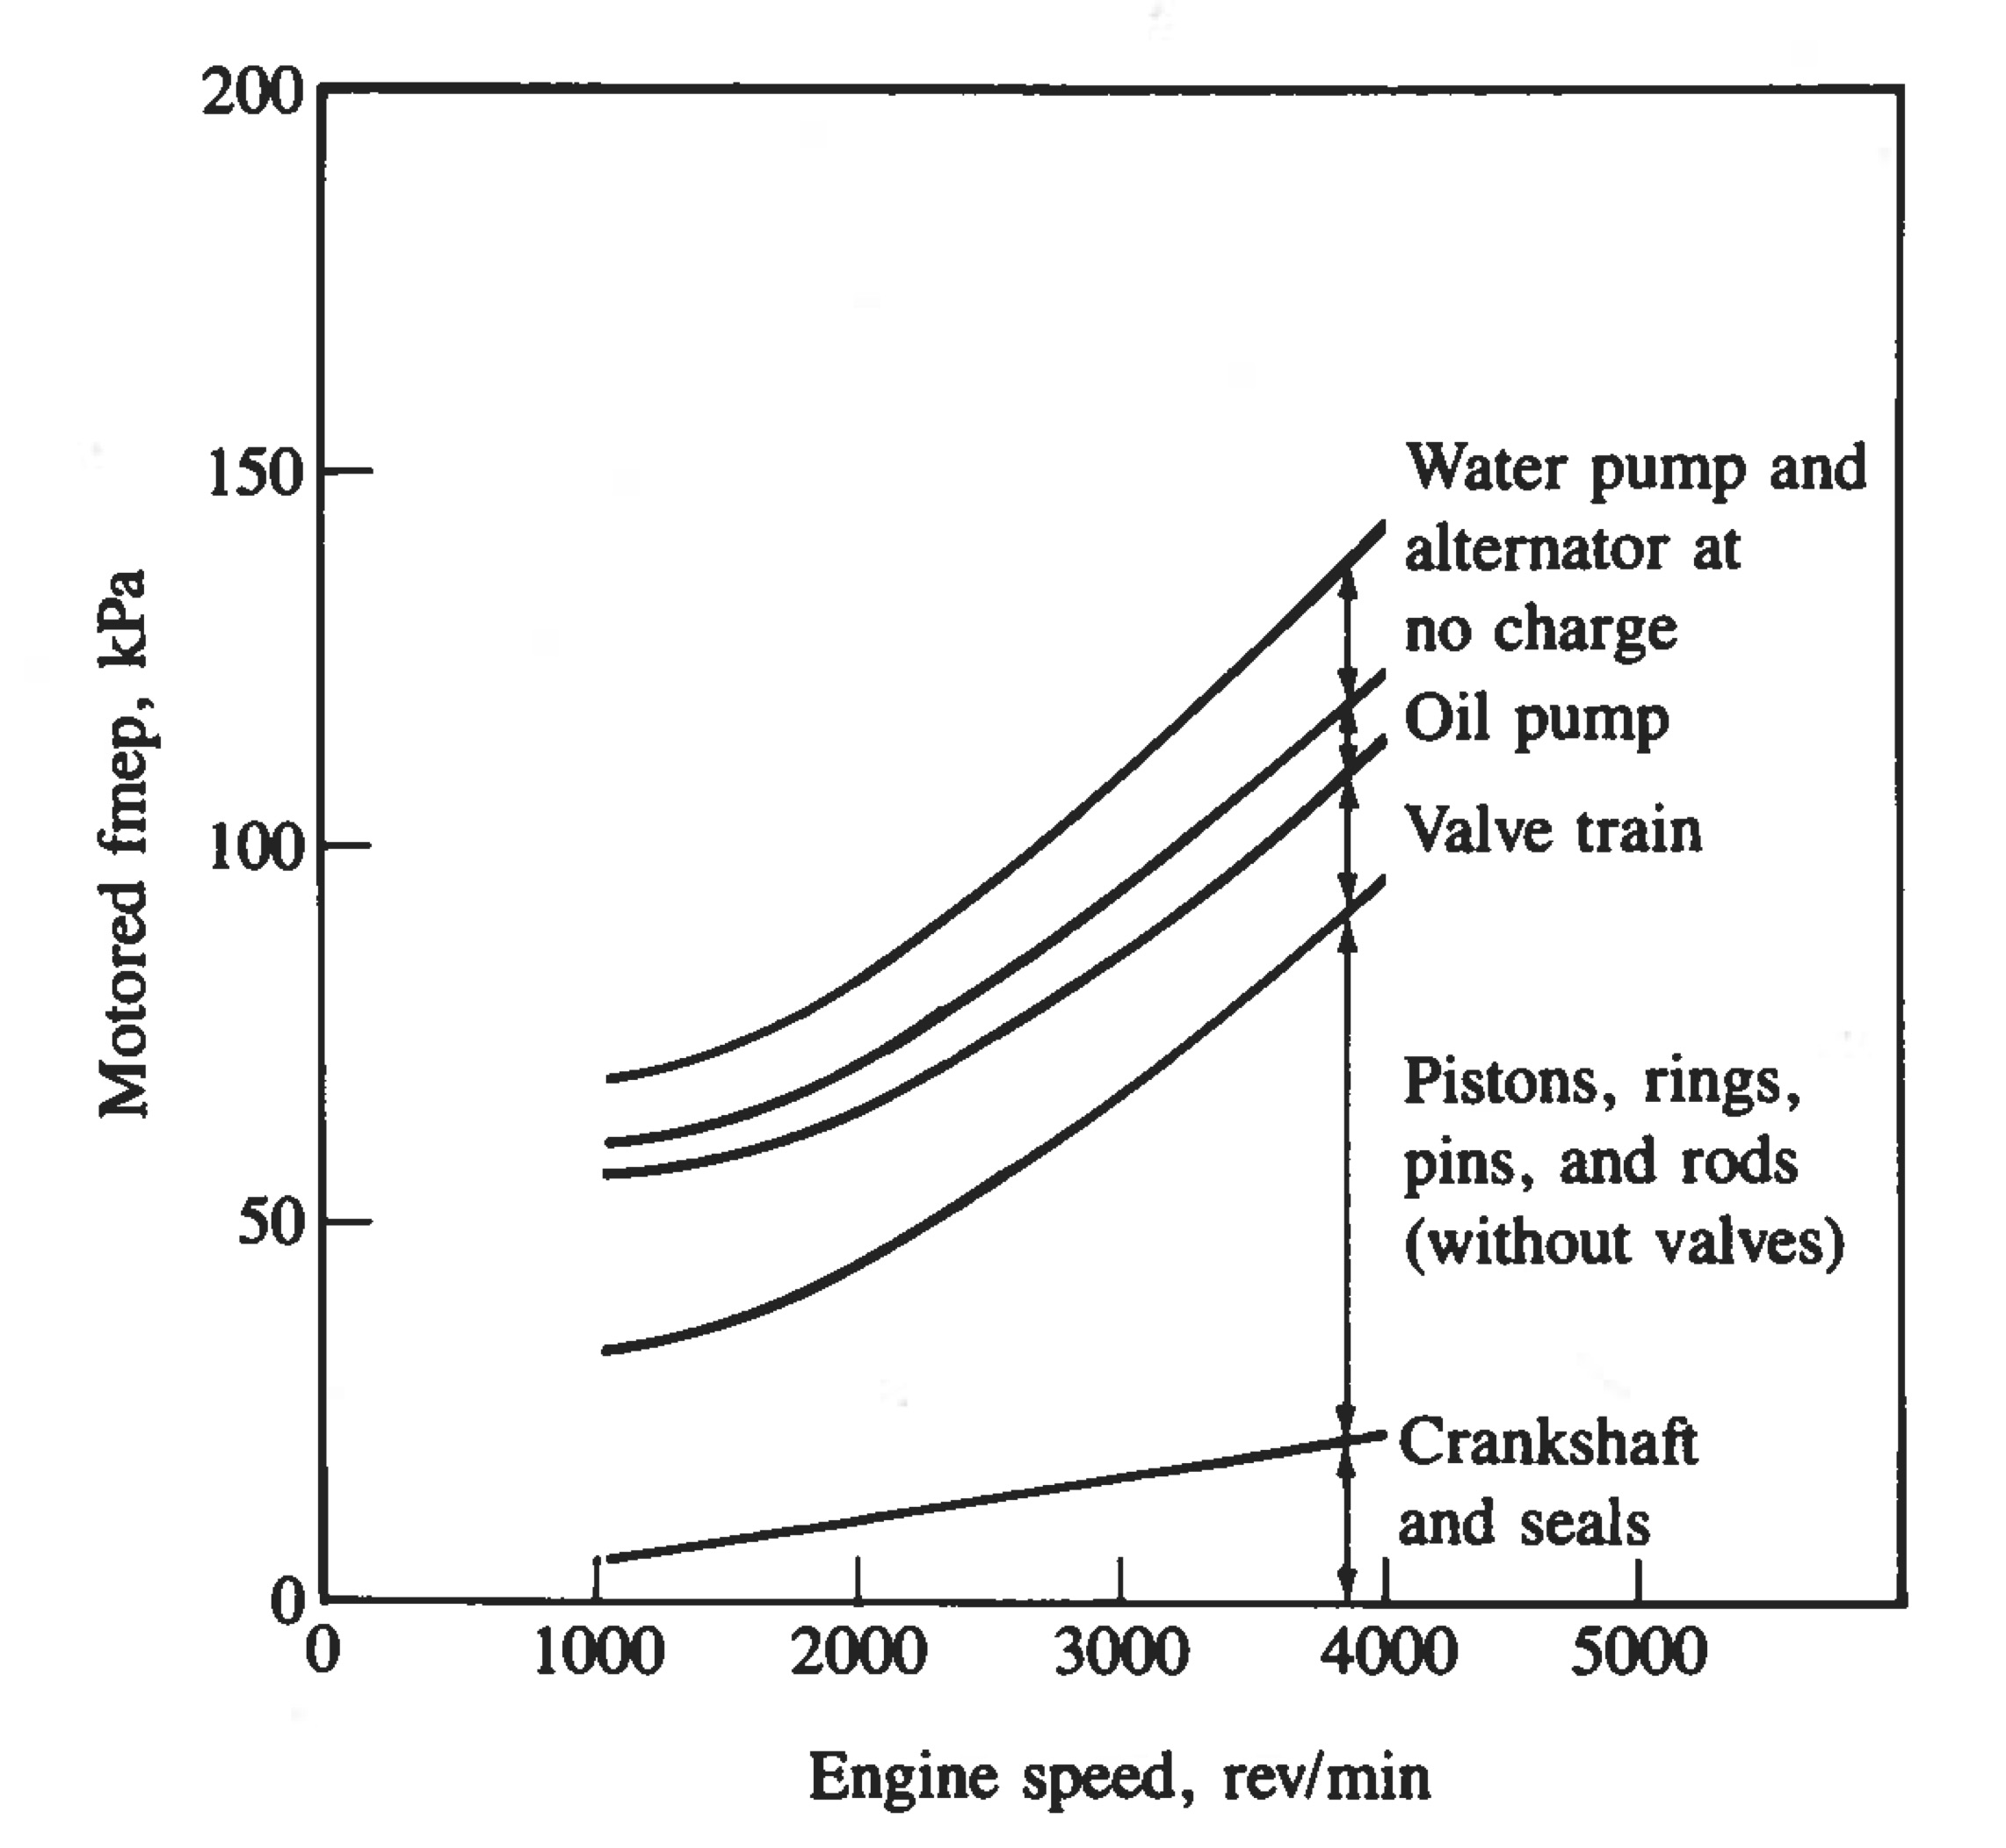 200
150
100
50
0
Motored fmep, kPa
Water pump and
alternator at
no charge
Oil pump
Valve train
Pistons, rings,
pins, and rods
(without valves)
Crankshaft
and seals
0 1000 2000 3000 4000 5000
Engine speed, rev/min